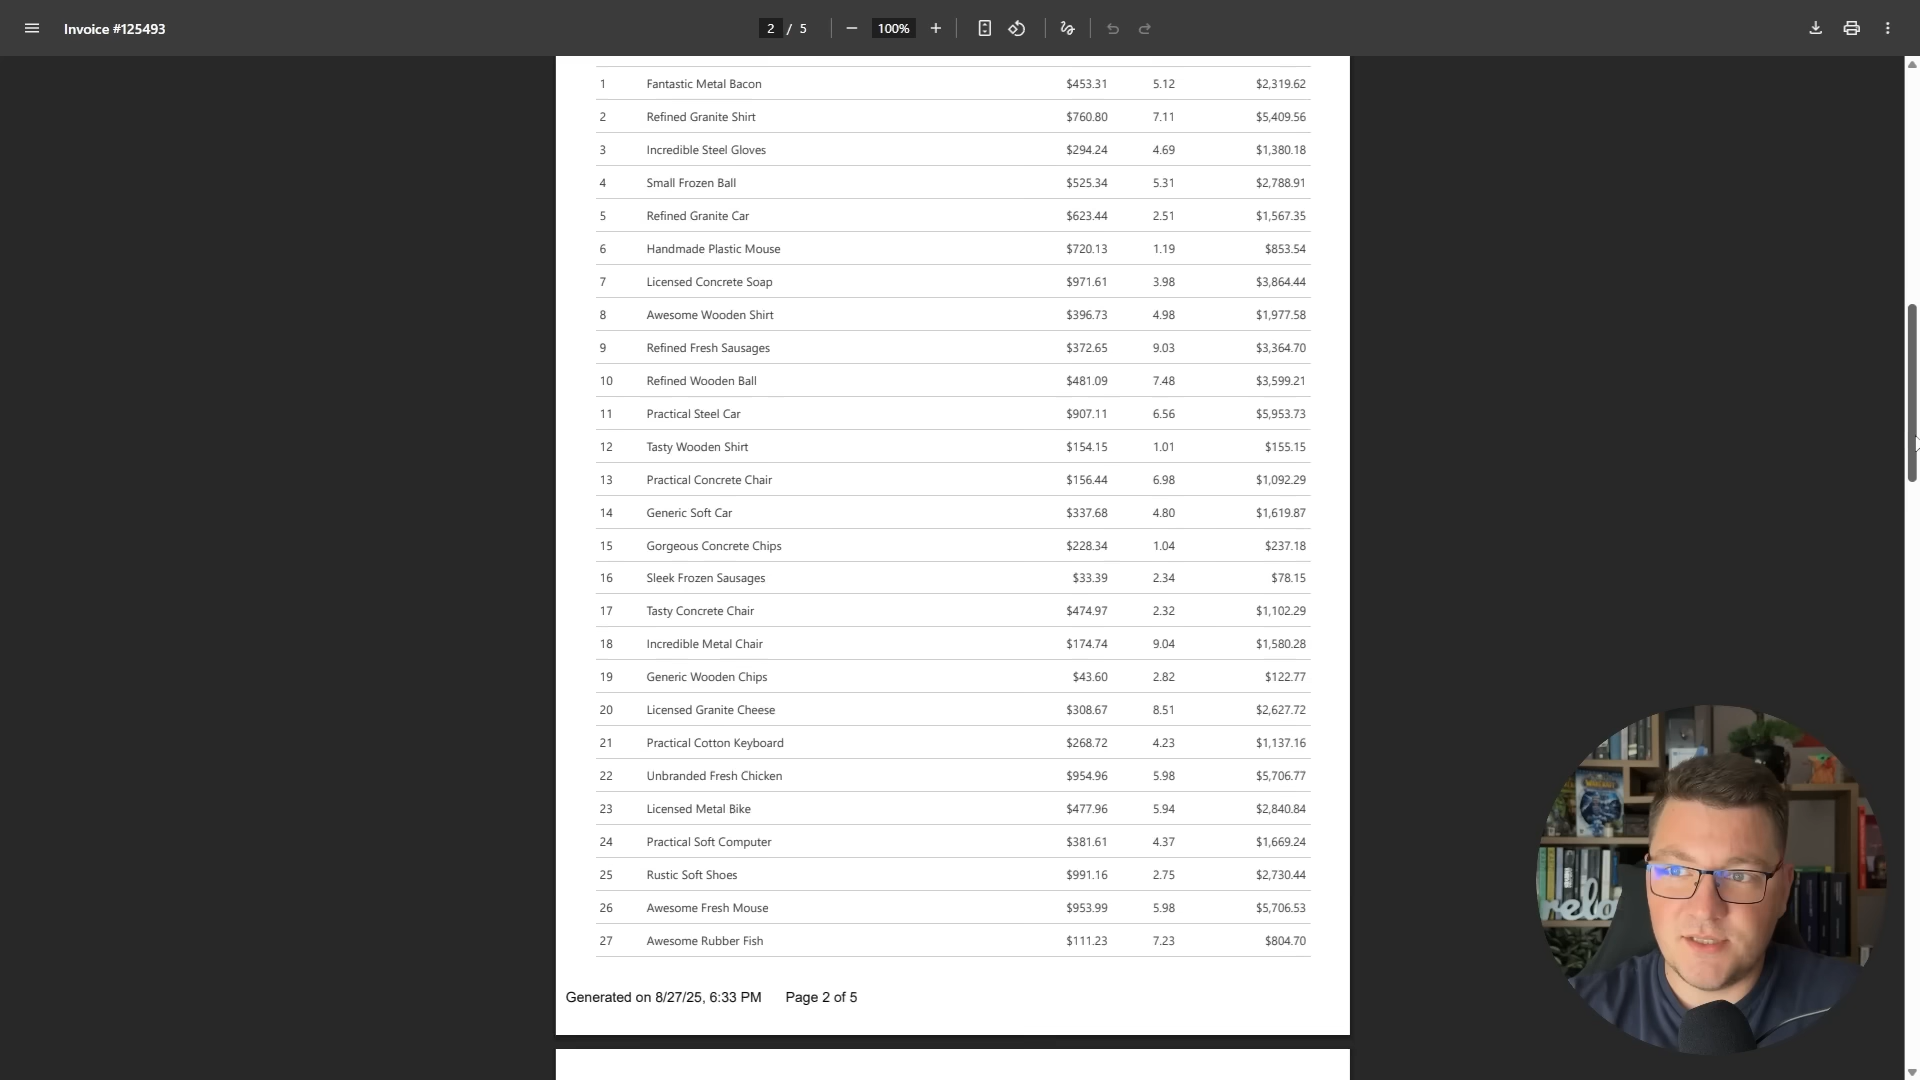 Invoice #125493
2 / 5
100%
1 Fantastic Metal Bacon $453.31 5.12 $2,319.62
2 Refined Granite Shirt $760.80 7.11 $5,409.56
3 Incredible Steel Gloves $294.24 4.69 $1,380.18
4 Small Frozen Ball $525.34 5.31 $2,788.91
5 Refined Granite Car $623.44 2.51 $1,567.35
6 Handmade Plastic Mouse $720.13 1.19 $853.54
7 Licensed Concrete Soap $971.61 3.98 $3,864.44
8 Awesome Wooden Shirt $396.73 4.98 $1,977.58
9 Refined Fresh Sausages $372.65 9.03 $3,364.70
10 Refined Wooden Ball $481.09 7.48 $3,599.21
11 Practical Steel Car $907.11 6.56 $5,953.73
12 Tasty Wooden Shirt $154.15 1.01 $155.15
13 Practical Concrete Chair $156.44 6.98 $1,092.29
14 Generic Soft Car $337.68 4.80 $1,619.87
15 Gorgeous Concrete Chips $228.34 1.04 $237.18
16 Sleek Frozen Sausages $33.39 2.34 $78.15
17 Tasty Concrete Chair $474.97 2.32 $1,102.29
18 Incredible Metal Chair $174.74 9.04 $1,580.28
19 Generic Wooden Chips $43.60 2.82 $122.77
20 Licensed Granite Cheese $308.67 8.51 $2,627.72
21 Practical Cotton Keyboard $268.72 4.23 $1,137.16
22 Unbranded Fresh Chicken $954.96 5.98 $5,706.77
23 Licensed Metal Bike $477.96 5.94 $2,840.84
24 Practical Soft Computer $381.61 4.37 $1,669.24
25 Rustic Soft Shoes $991.16 2.75 $2,730.44
26 Awesome Fresh Mouse $953.99 5.98 $5,706.53
27 Awesome Rubber Fish $111.23 7.23 $804.70
Generated on 8/27/25, 6:33 PM Page 2 of 5